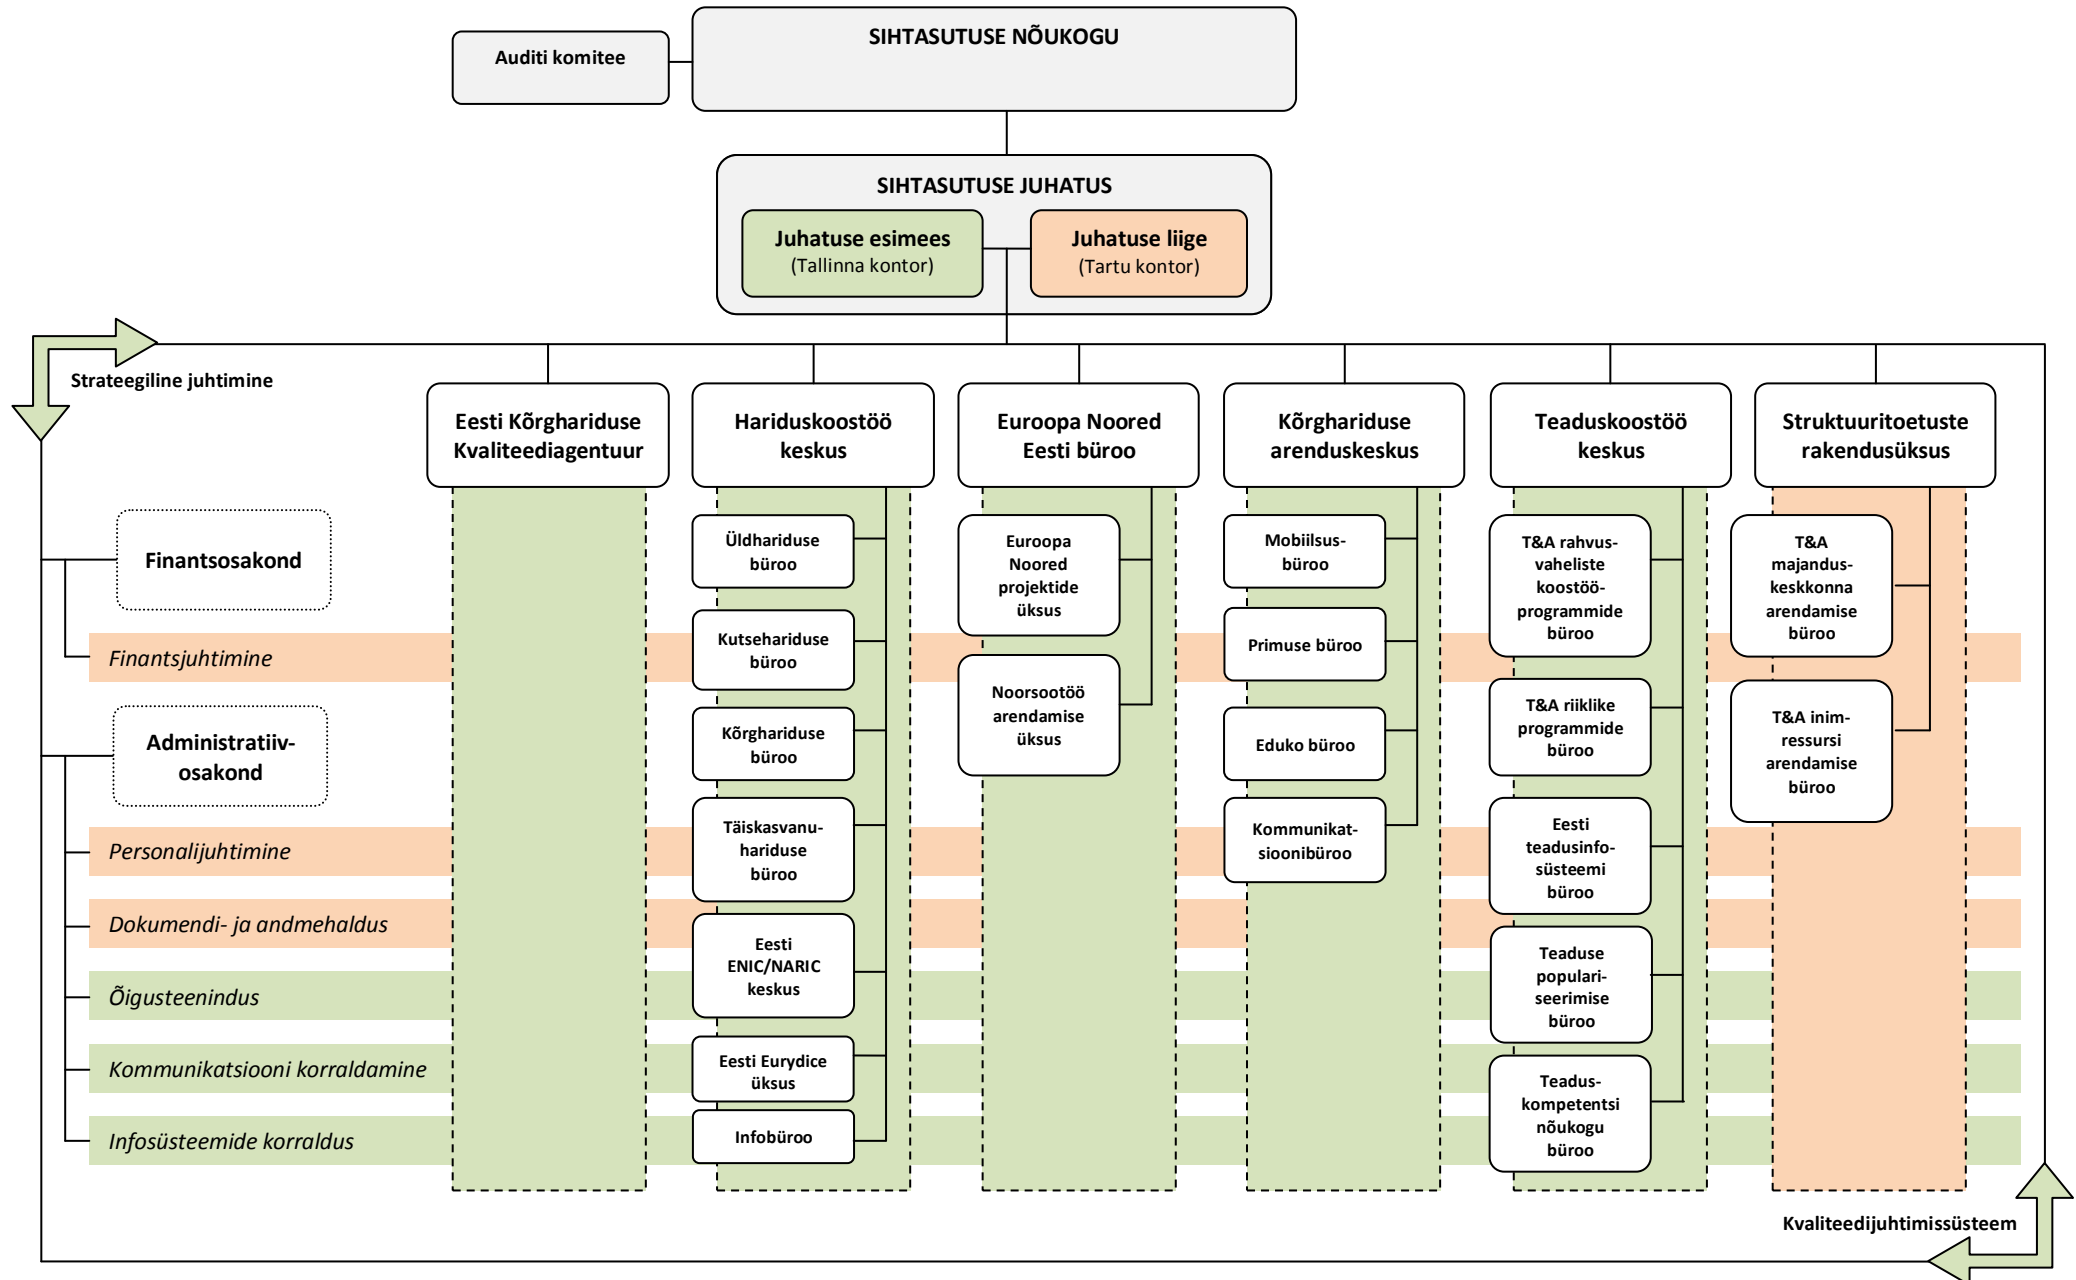 SIHTASUTUSE NÕUKOGU
Auditi komitee
SIHTASUTUSE JUHATUS
Juhatuse esimees
(Tallinna kontor)
Juhatuse liige
(Tartu kontor)
Strateegiline juhtimine
Eesti Kõrghariduse
Kvaliteediagentuur
Hariduskoostöö
keskus
Euroopa Noored
Eesti büroo
Kõrghariduse
arenduskeskus
Teaduskoostöö
keskus
Struktuuritoetuste
rakendusüksus
Finantsosakond
Finantsjuhtimine
Administratiiv-
osakond
Personalijuhtimine
Dokumendi- ja andmehaldus
Õigusteenindus
Kommunikatsiooni korraldamine
Infosüsteemide korraldus
Üldhariduse
büroo
Kutsehariduse
büroo
Kõrghariduse
büroo
Täiskasvanu-
hariduse
büroo
Eesti
ENIC/NARIC
keskus
Eesti Eurydice
üksus
Infobüroo
Euroopa
Noored
projektide
üksus
Noorsootöö
arendamise
üksus
Mobiilsus-
büroo
Primuse büroo
Eduko büroo
Kommunikat-
sioonibüroo
T&A rahvus-
vaheliste
koostöö-
programmide
büroo
T&A riiklike
programmide
büroo
Eesti
teadusinfo-
süsteemi
büroo
Teaduse
populari-
seerimise
büroo
Teadus-
kompetentsi
nõukogu
büroo
T&A
majandus-
keskkonna
arendamise
büroo
T&A inim-
ressursi
arendamise
büroo
Kvaliteedijuhtimissüsteem